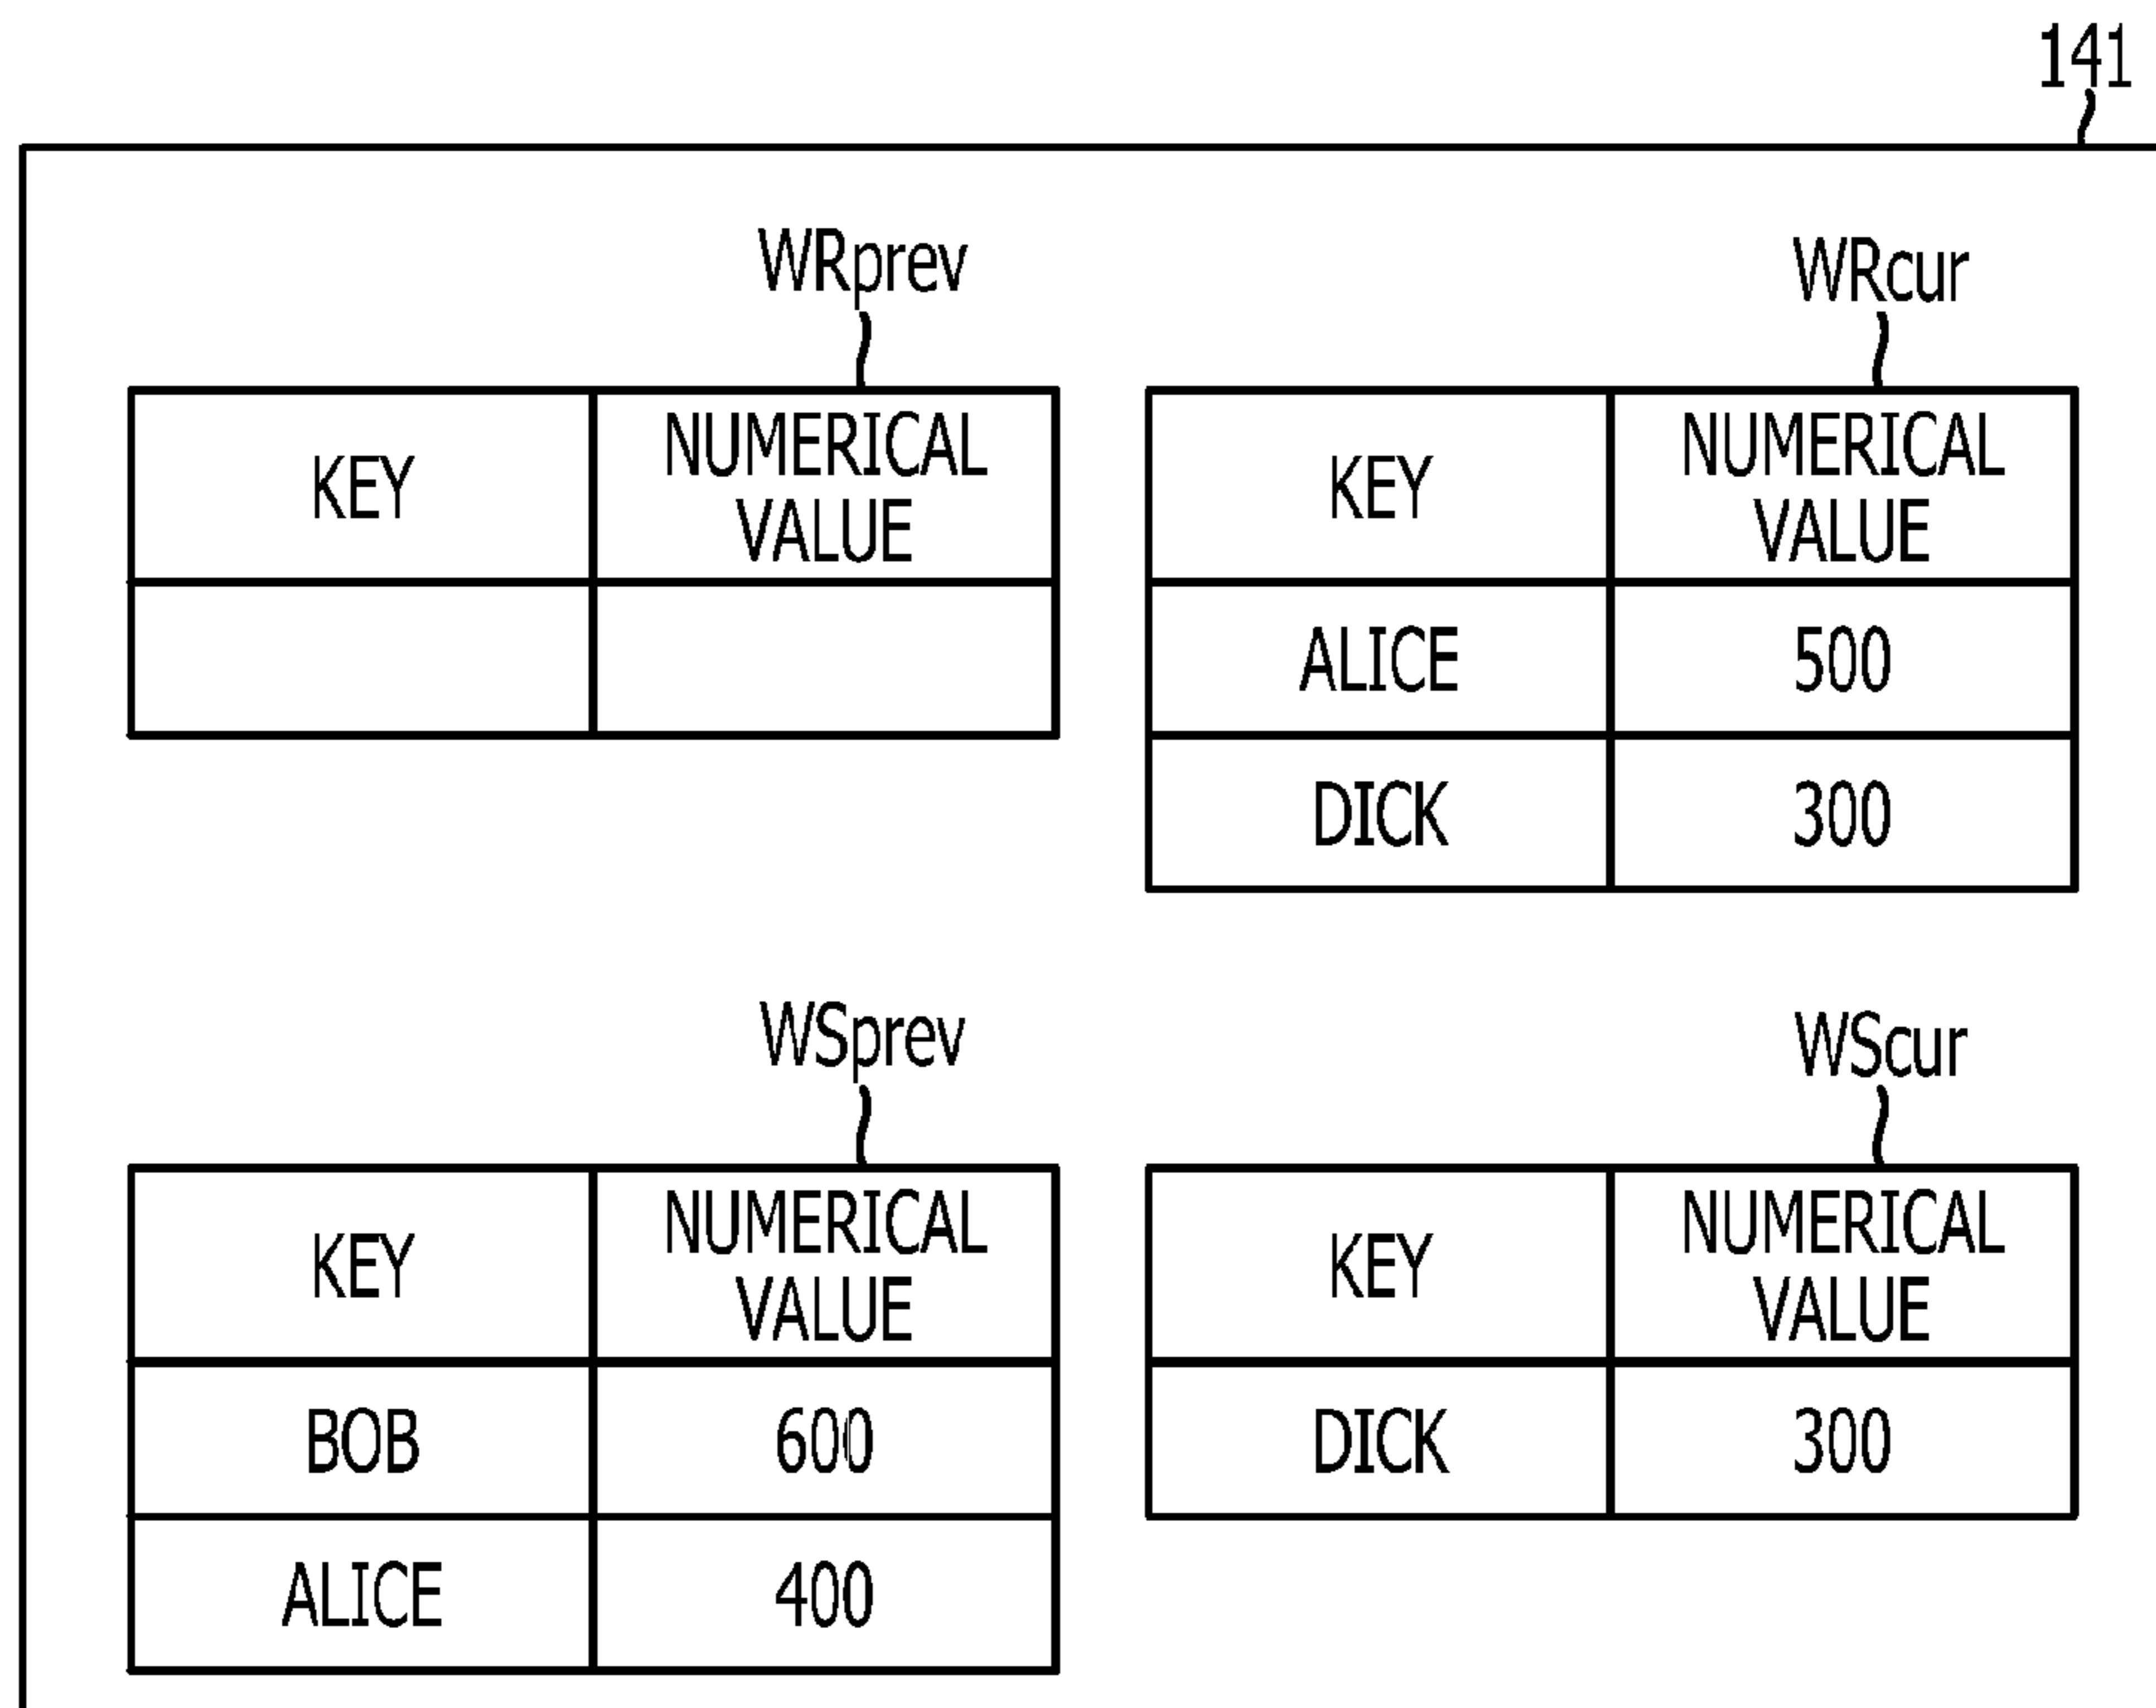 141
WRprev
KEY
NUMERICAL
VALUE
WRcur
KEY
NUMERICAL
VALUE
ALICE
500
DICK
300
WSprev
KEY
NUMERICAL
VALUE
BOB
600
ALICE
400
WScur
KEY
NUMERICAL
VALUE
DICK
300